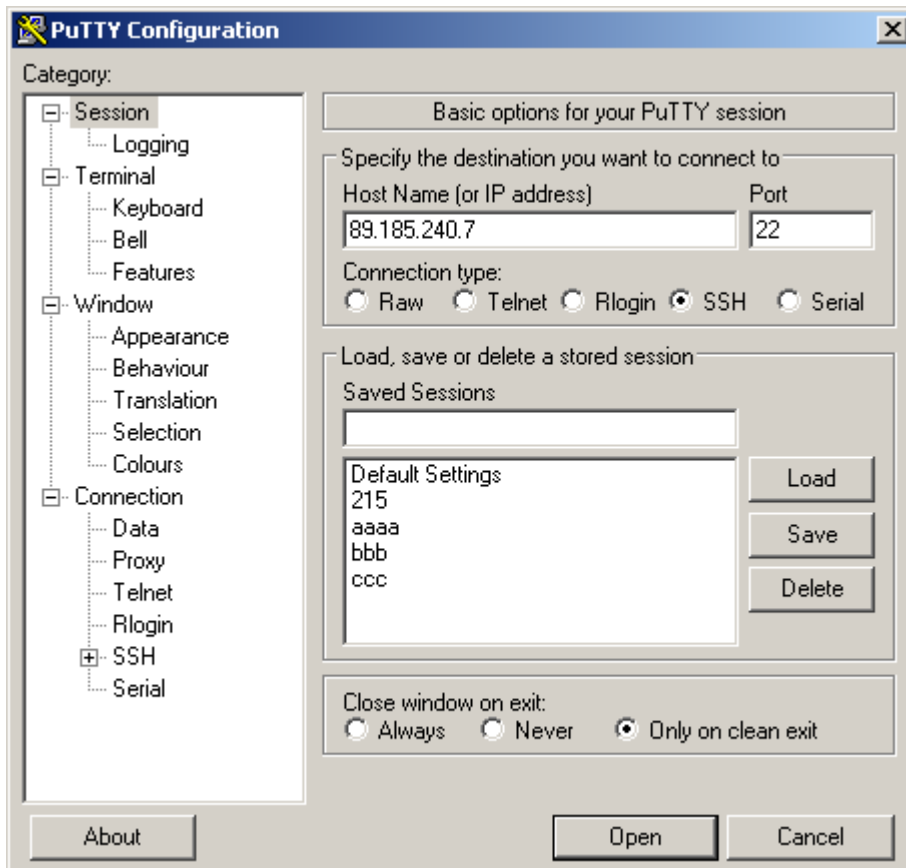 PuTTY Configuration
Category:
Session
Logging
Terminal
Keyboard
Bell
Features
Window
Appearance
Behaviour
Translation
Selection
Colours
Connection
Data
Proxy
Telnet
Rlogin
SSH
Serial
Basic options for your PuTTY session
Specify the destination you want to connect to
Host Name (or IP address) Port
89.185.240.7 22
Connection type:
Raw Telnet Rlogin SSH Serial
Load, save or delete a stored session
Saved Sessions
Default Settings
215
aaaa
bbb
ccc
Load
Save
Delete
Close window on exit:
Always Never Only on clean exit
About Open Cancel